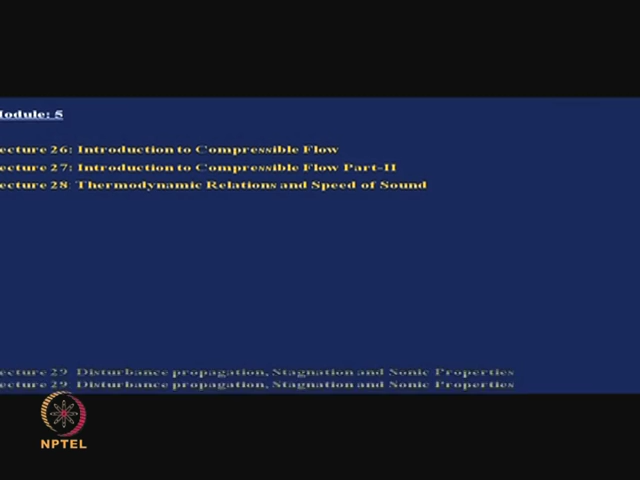 Module: 5
ecture 26: Introduction to Compressible Flow
ecture 27: Introduction to Compressible Flow Part-II
ecture 28: Thermodynamic Relations and Speed of Sound
ecture 29 Disturbance propagation, Stagnation and Sonic Properties
ecture 29 Disturbance propagation, Stagnation and Sonic Properties
NPTEL